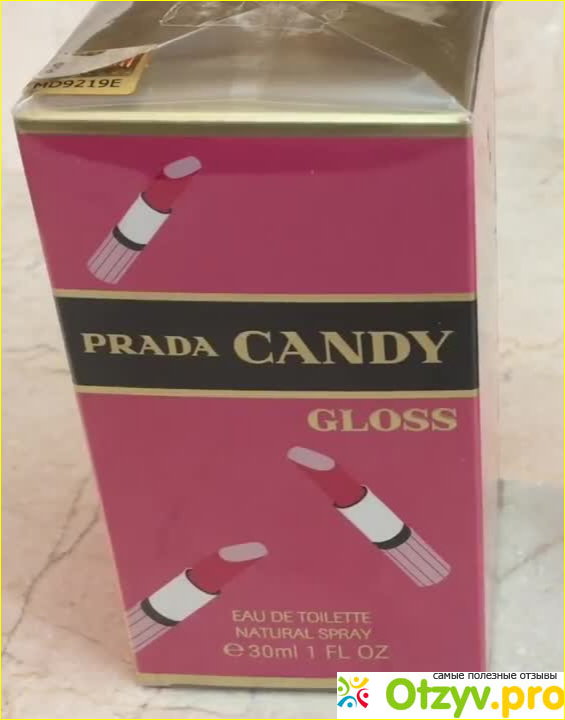 MD9219E
PRADA CANDY
GLOSS
EAU DE TOILETTE
NATURAL SPRAY
℮30ml 1 FL OZ
самые полезные отзывы
Otzyv.pro